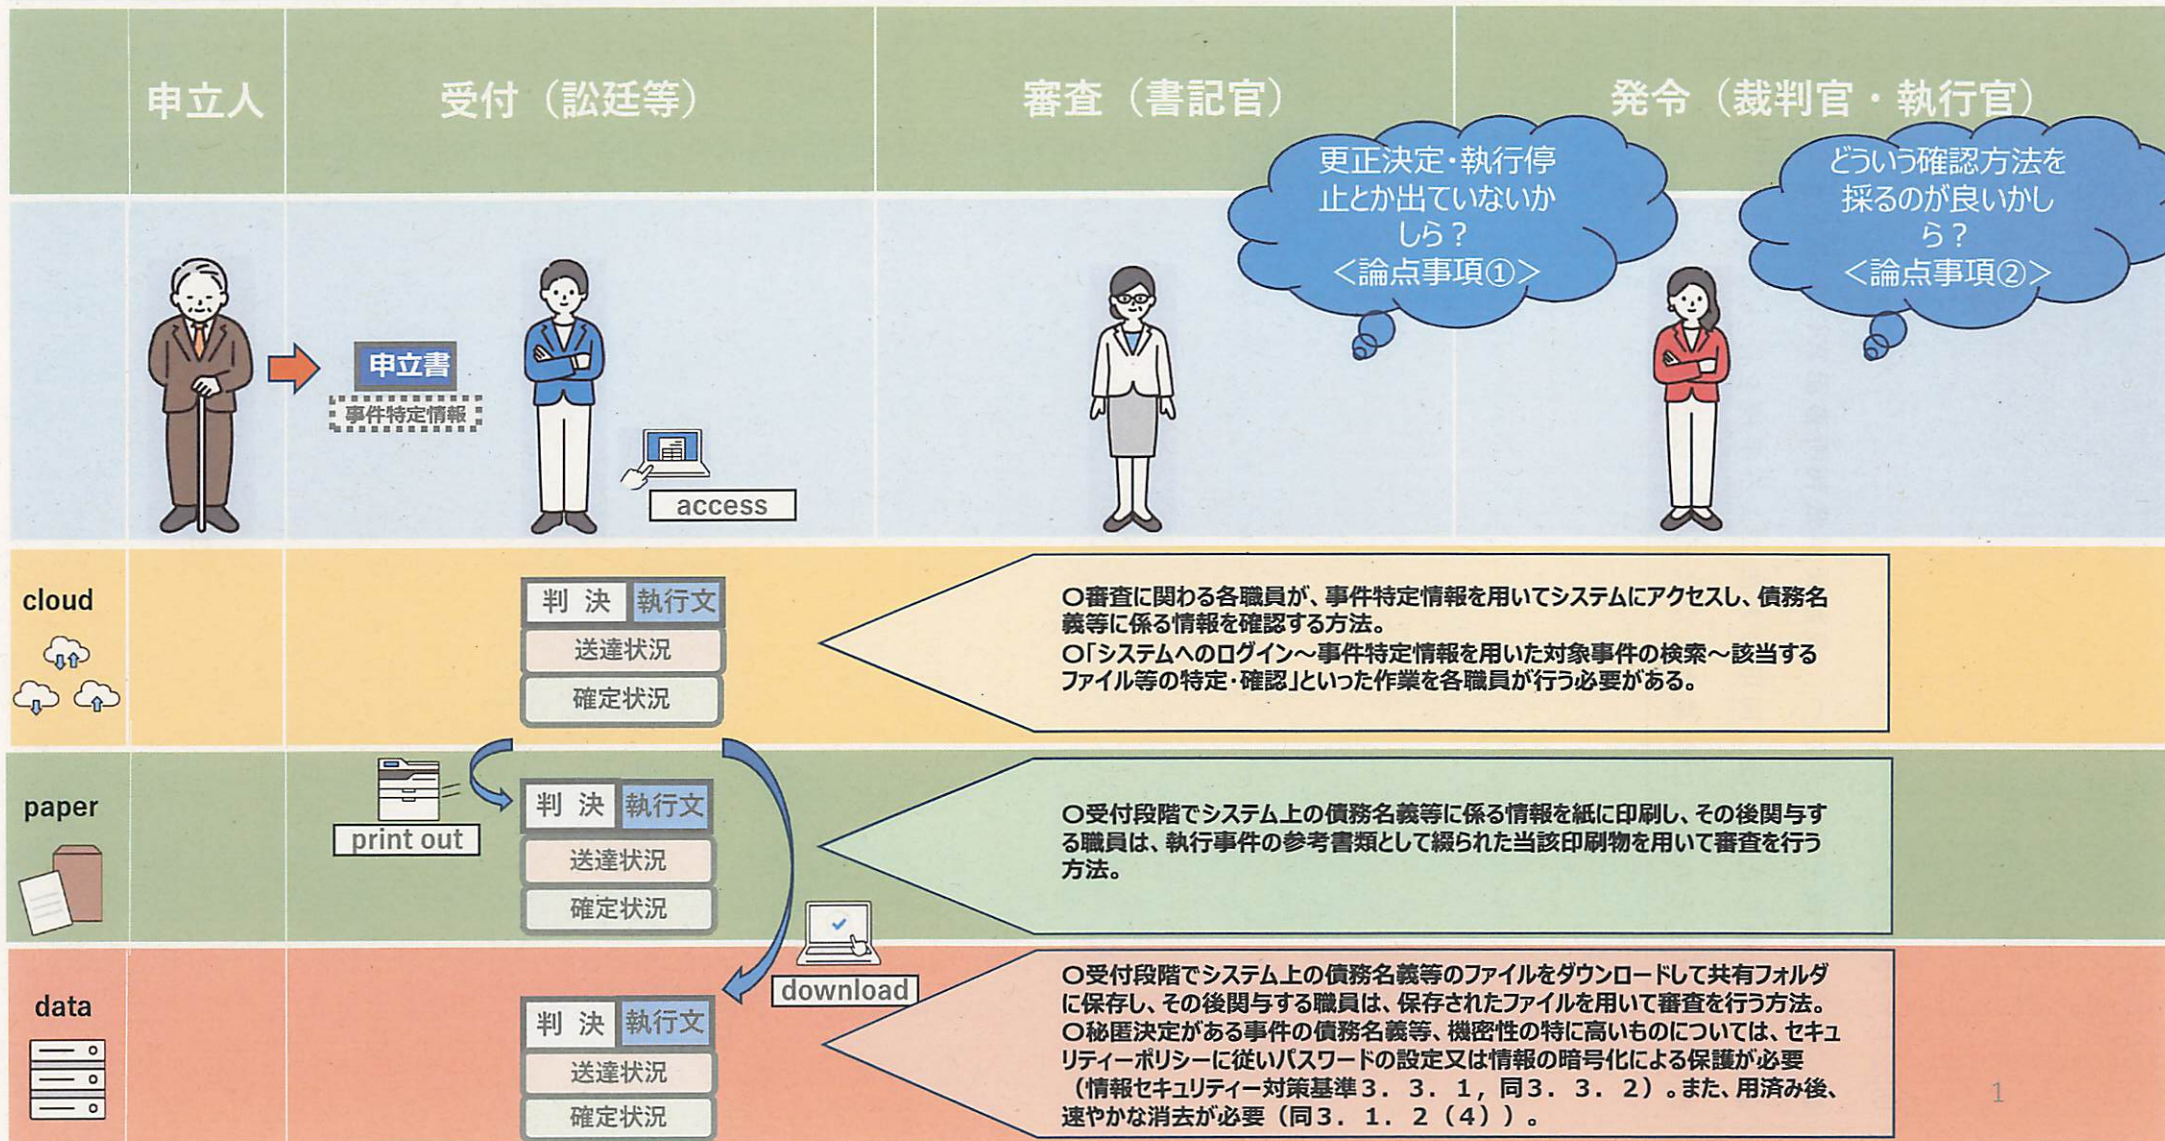 申立人
受付（訟廷等）
審査（書記官）
発令（裁判官・執行官）
更正決定・執行停
止とか出ていないか
しら？
＜論点事項①＞
どういう確認方法を
採るのが良いかし
ら？
＜論点事項②＞
申立書
事件特定情報
access
cloud
判 決 執行文
送達状況
確定状況
〇審査に関わる各職員が、事件特定情報を用いてシステムにアクセスし、債務名
義等に係る情報を確認する方法。
〇「システムへのログイン～事件特定情報を用いた対象事件の検索～該当する
ファイル等の特定・確認」といった作業を各職員が行う必要がある。
paper
print out
判 決 執行文
送達状況
確定状況
〇受付段階でシステム上の債務名義等に係る情報を紙に印刷し、その後関与す
る職員は、執行事件の参考書類として綴られた当該印刷物を用いて審査を行う
方法。
data
download
判 決 執行文
送達状況
確定状況
〇受付段階でシステム上の債務名義等のファイルをダウンロードして共有フォルダ
に保存し、その後関与する職員は、保存されたファイルを用いて審査を行う方法。
〇秘匿決定がある事件の債務名義等、機密性の特に高いものについては、セキュ
リティーポリシーに従いパスワードの設定又は情報の暗号化による保護が必要
（情報セキュリティー対策基準３．３．１，同３．３．２）。また、用済み後、
速やかな消去が必要（同３．１．２（４））。
1